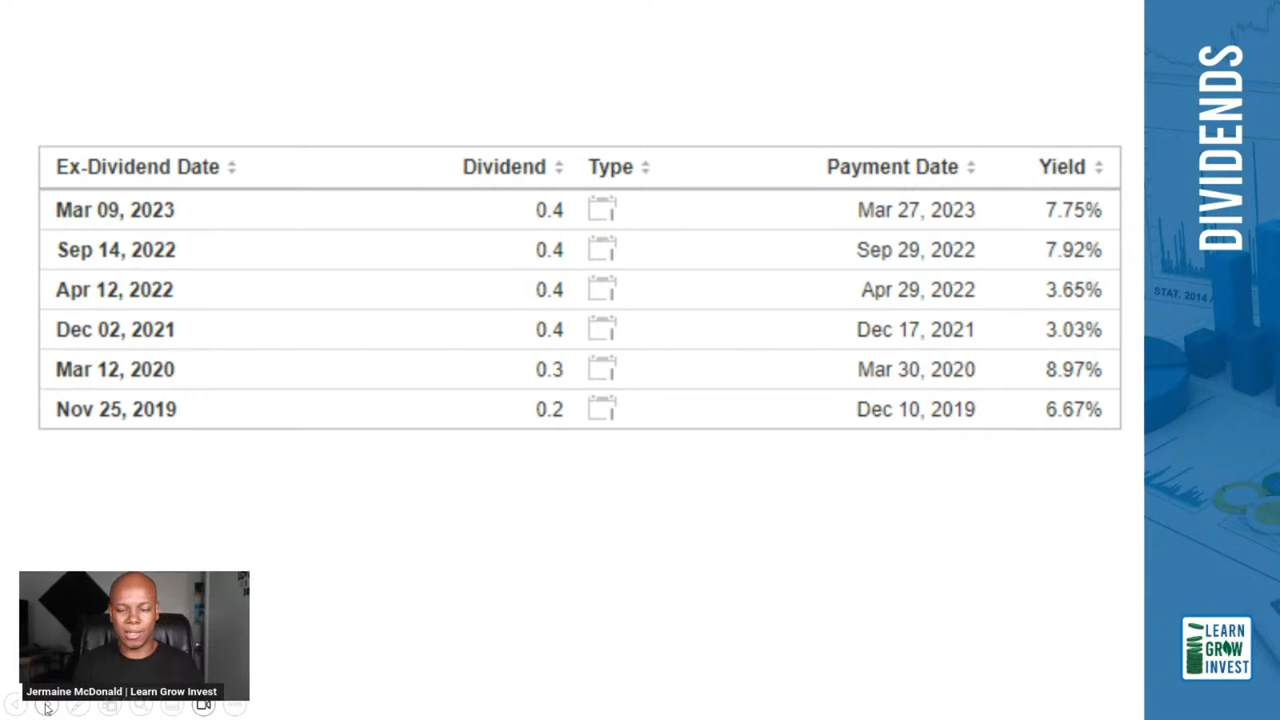 Ex-Dividend Date Dividend Type Payment Date Yield
Mar 09, 2023 0.4 Mar 27, 2023 7.75%
Sep 14, 2022 0.4 Sep 29, 2022 7.92%
Apr 12, 2022 0.4 Apr 29, 2022 3.65%
Dec 02, 2021 0.4 Dec 17, 2021 3.03%
Mar 12, 2020 0.3 Mar 30, 2020 8.97%
Nov 25, 2019 0.2 Dec 10, 2019 6.67%
DIVIDENDS
STAT. 2014
LEARN
GROW
INVEST
Jermaine McDonald | Learn Grow Invest